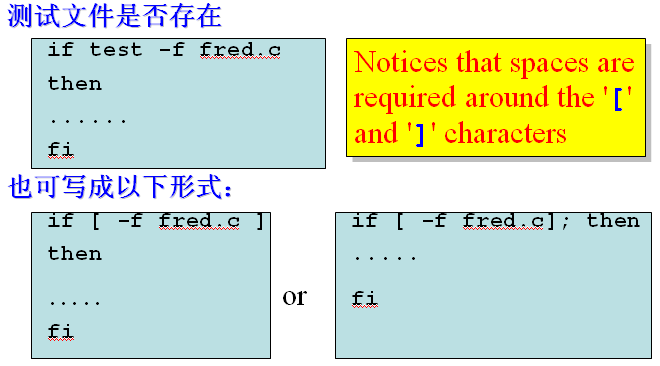 测试文件是否存在
if test -f fred.c
then
......
fi
Notices that spaces are
required around the '['
and ']' characters
也可写成以下形式：
if [ -f fred.c ]
then
.....
fi
or
if [ -f fred.c]; then
.....
fi